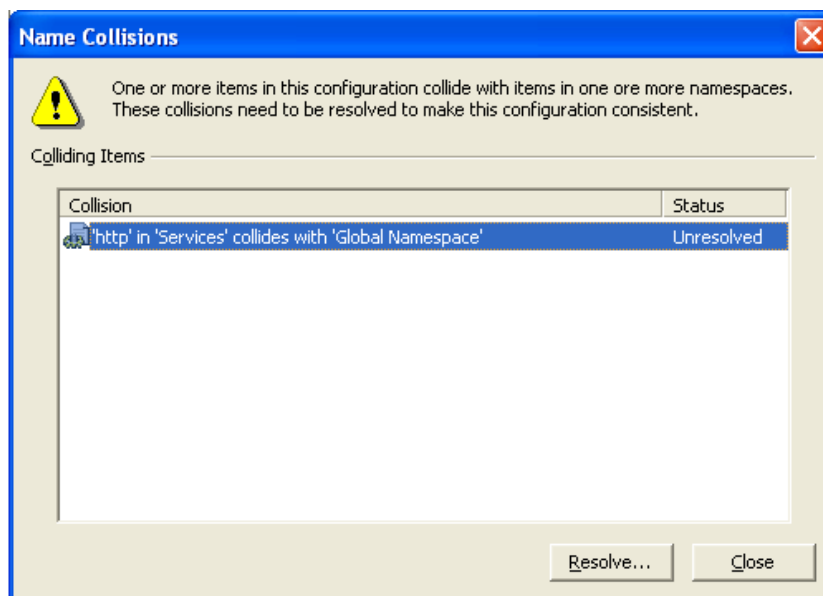 Name Collisions
One or more items in this configuration collide with items in one ore more namespaces.
These collisions need to be resolved to make this configuration consistent.
Colliding Items
Collision Status
'http' in 'Services' collides with 'Global Namespace' Unresolved
Resolve... Close